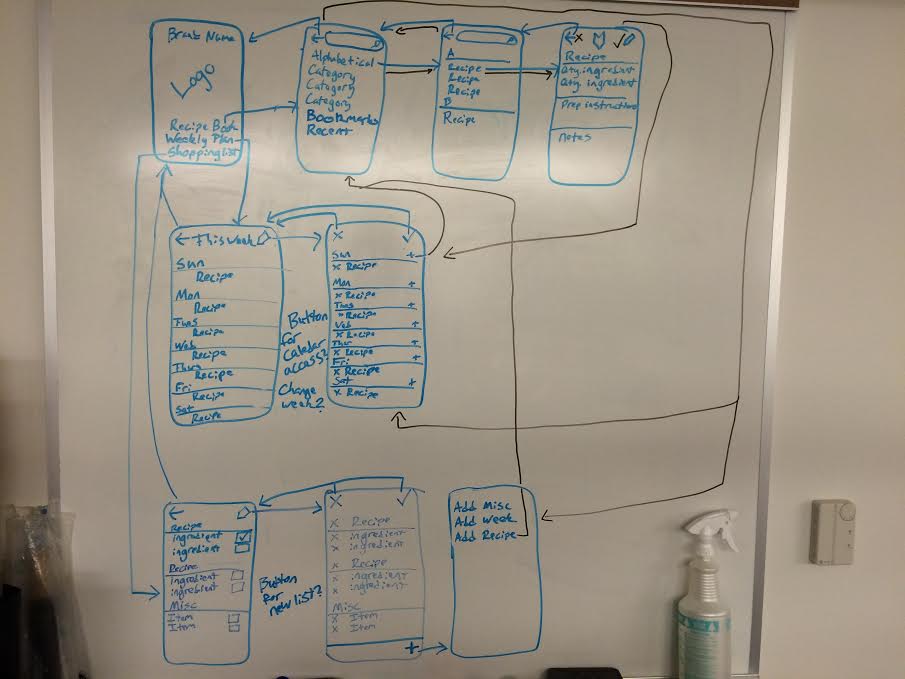 Brand Name
Logo
Recipe Book
Weekly Plan
Shopping list
Alphabetical
Category
Category
Category
Bookmarks
Recent
A
Recipe
Recipe
Recipe
B
Recipe
Recipe
Qty. ingredient
Qty. ingredient
Prep instructions
notes
This week
Sun
Recipe
Mon
Recipe
Tues
Recipe
Web
Recipe
Thurs
Recipe
Fri
Recipe
Sat
Recipe
Button
for
Calendar
access?
Change
week?
X
Sun +
x Recipe
Mon +
x Recipe
Tues +
x Recipe
Web +
x Recipe
Thur +
x Recipe
Fri +
x Recipe
Sat +
x Recipe
Recipe
ingredient
ingredient
Recipe
ingredient
ingredient
Misc
Item
Item
Button
for
new list?
X
x Recipe
x ingredient
x ingredient
x Recipe
x ingredient
x ingredient
Misc
x Item
x Item
+
Add Misc
Add week
Add Recipe